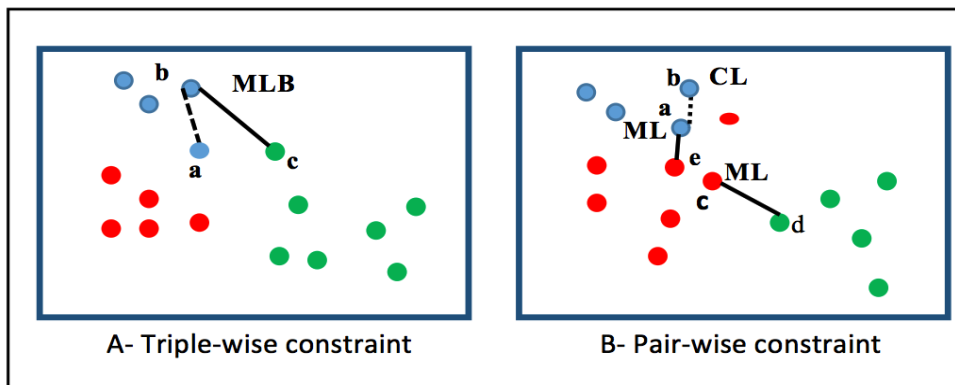 b
MLB
a
c
A- Triple-wise constraint
b
CL
a
ML
e
ML
c
d
B- Pair-wise constraint